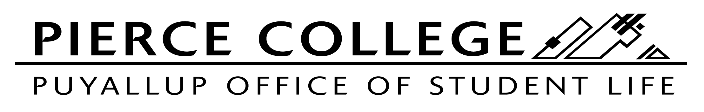 PIERCE COLLEGE
PUYALLUP OFFICE OF STUDENT LIFE